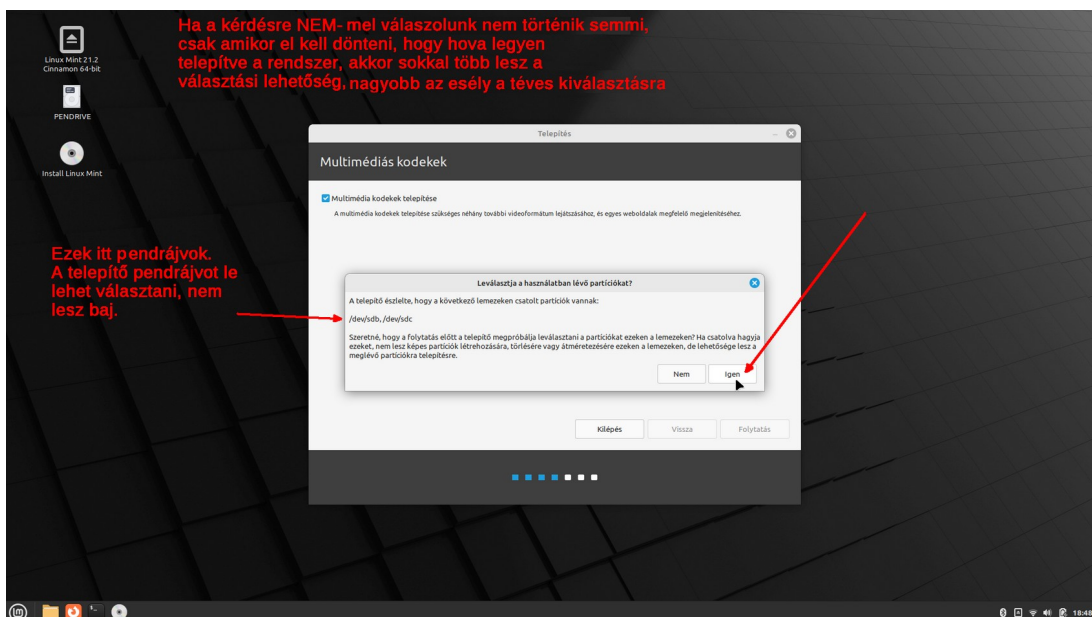 Ha a kérdésre NEM- mel válaszolunk nem történik semmi,
csak amikor el kell dönteni, hogy hova legyen
telepítve a rendszer, akkor sokkal több lesz a
választási lehetőség, nagyobb az esély a téves kiválasztásra
Linux Mint 21.2
Cinnamon 64-bit
PENDRIVE
Install Linux Mint
Telepítés
Multimédiás kodekek
Multimédia kodekek telepítése
A multimédia kodekek telepítése szükséges néhány további videoformátum lejátszásához, és egyes weboldalak megfelelő megjelenítéséhez.
Ezek itt pendrájvok.
A telepítő pendrájvot le
lehet választani, nem
lesz baj.
Leválasztja a használatban lévő partíciókat?
A telepítő észlelte, hogy a következő lemezeken csatolt partíciók vannak:
/dev/sdb, /dev/sdc
Szeretné, hogy a folytatás előtt a telepítő megpróbálja leválasztani a partíciókat ezeken a lemezeken? Ha csatolva hagyja
ezeket, nem lesz képes partíciók létrehozására, törlésére vagy átméretezésére ezeken a lemezeken, de lehetősége lesz a
meglévő partíciókra telepítésre.
Nem
Igen
Kilépés
Vissza
Folytatás
18:48